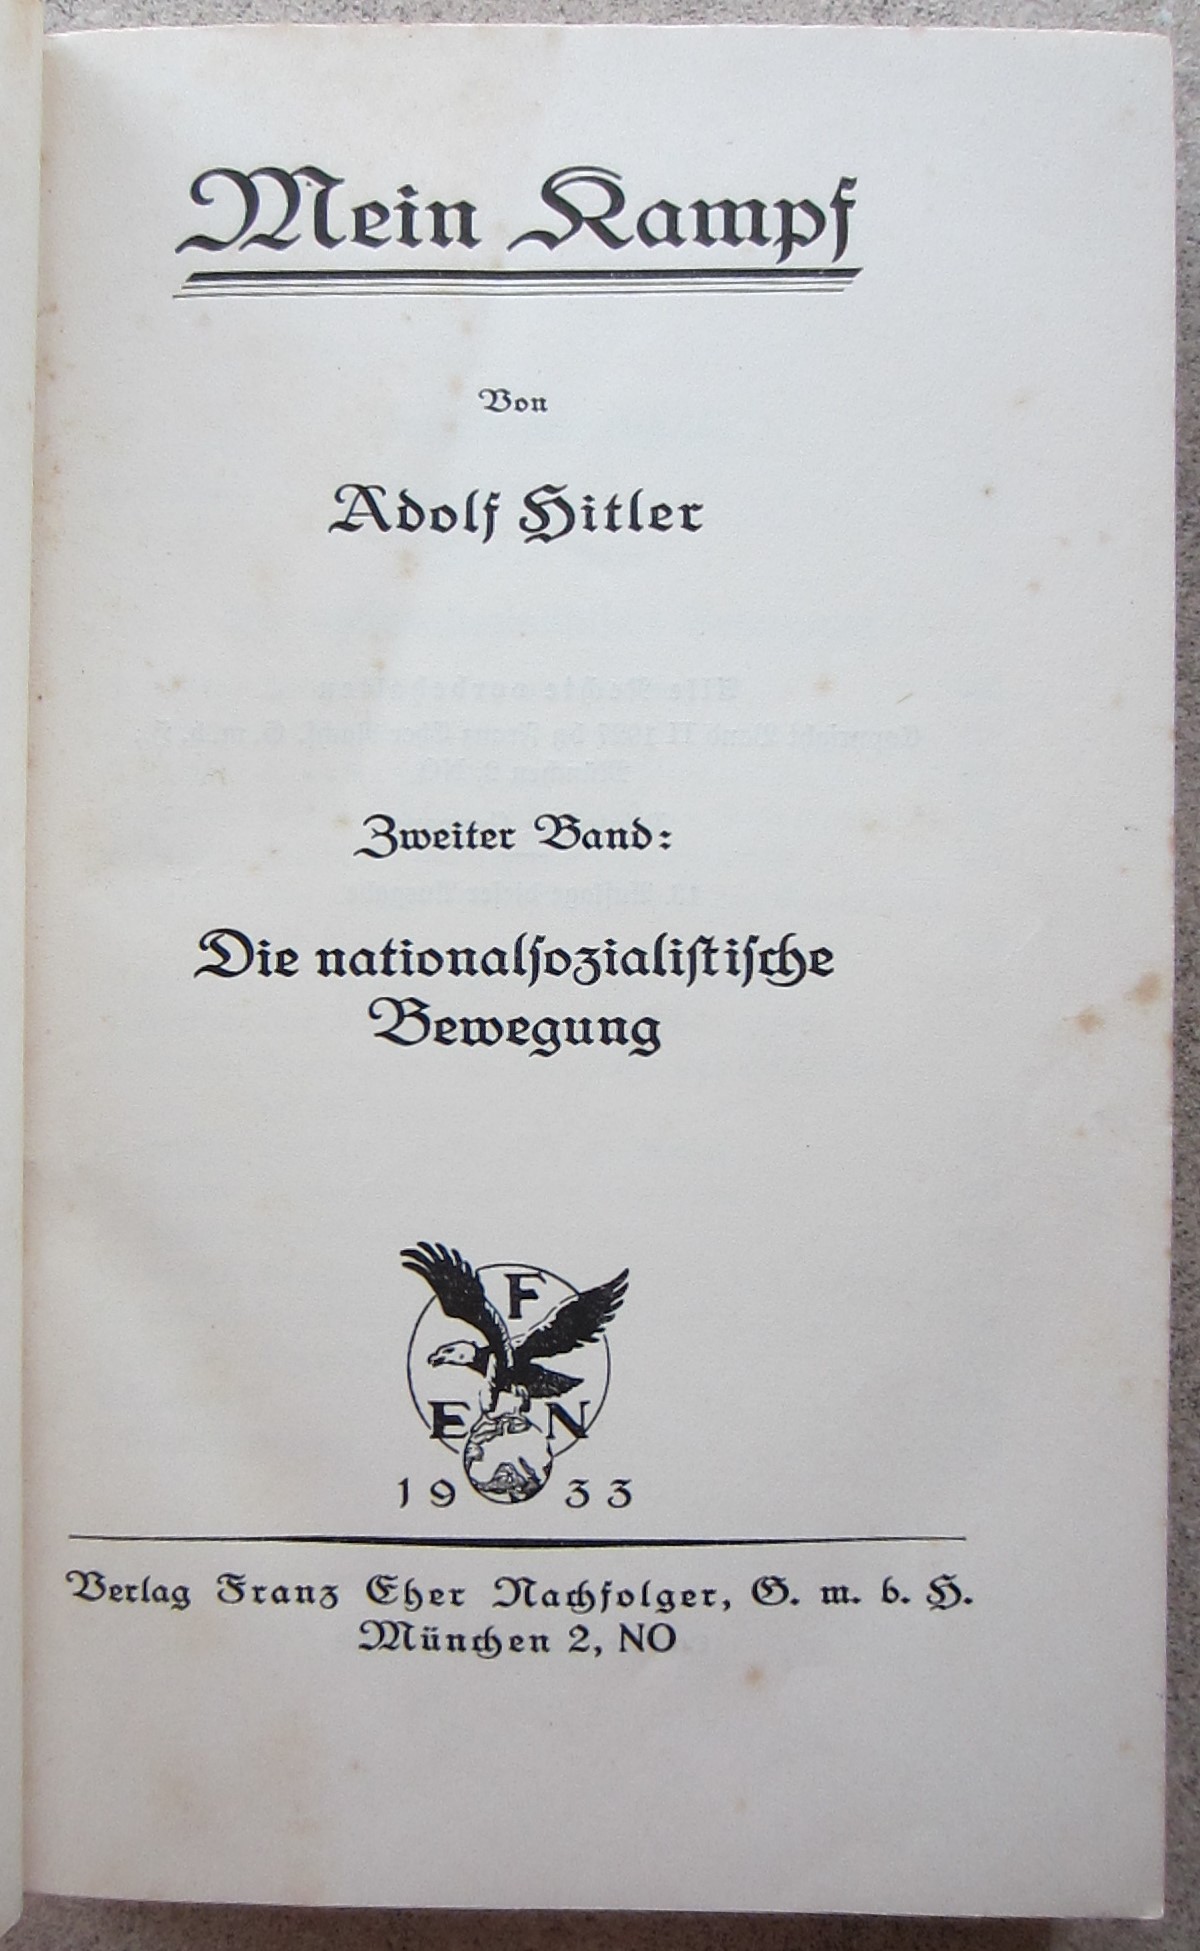 Mein Kampf
Von
Adolf Hitler
Zweiter Band:
Die nationalsozialistische
Bewegung
F
E N
19 33
Verlag Franz Eher Nachfolger, G. m. b. H.
München 2, NO